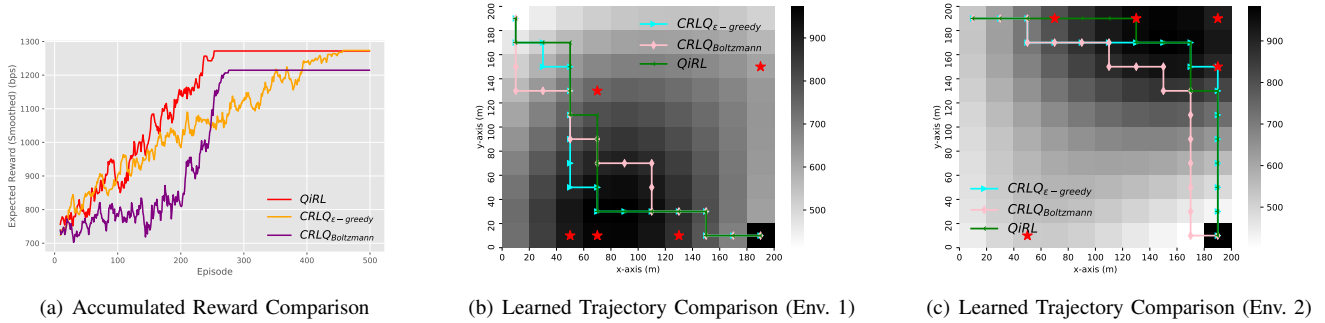 1300
1200
1100
1000
900
800
700
0
100
200
300
400
500
Expected Reward (Smoothed) (bps)
Episode
QiRL
CRLQε−greedy
CRLQBoltzmann
(a) Accumulated Reward Comparison
200
180
160
140
120
100
80
60
40
20
0
0 20 40 60 80 100 120 140 160 180 200
y-axis (m)
x-axis (m)
CRLQε−greedy
CRLQBoltzmann
QiRL
900
800
700
600
500
(b) Learned Trajectory Comparison (Env. 1)
200
180
160
140
120
100
80
60
40
20
0
0 20 40 60 80 100 120 140 160 180 200
y-axis (m)
x-axis (m)
CRLQε−greedy
CRLQBoltzmann
QiRL
900
800
700
600
500
(c) Learned Trajectory Comparison (Env. 2)